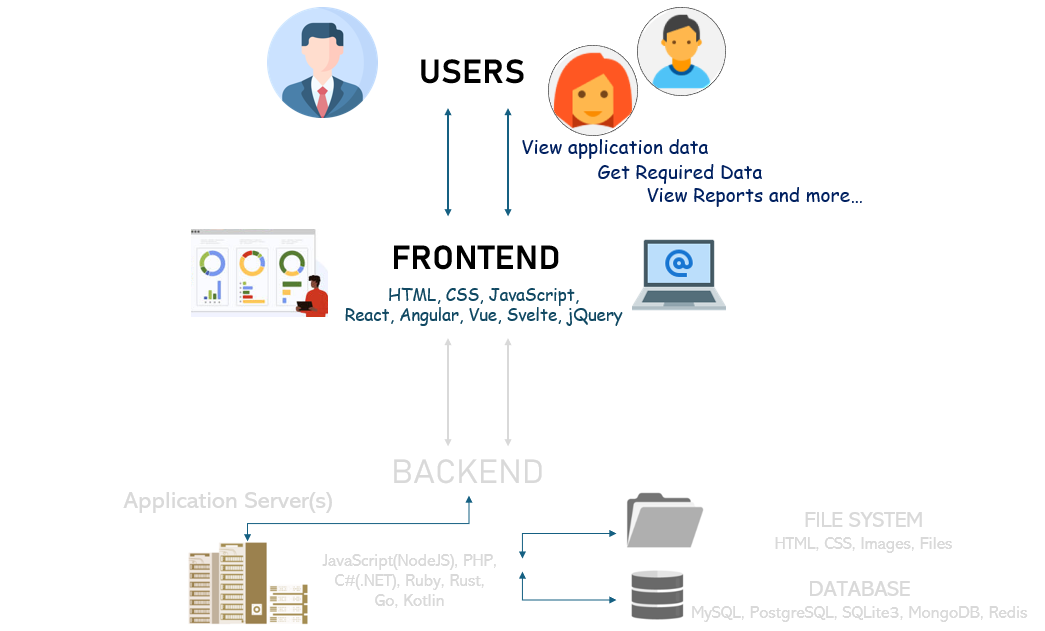 USERS
View application data
Get Required Data
View Reports and more...
FRONTEND
HTML, CSS, JavaScript,
React, Angular, Vue, Svelte, jQuery
@
BACKEND
Application Server(s)
JavaScript(NodeJS), PHP,
C#(.NET), Ruby, Rust,
Go, Kotlin
FILE SYSTEM
HTML, CSS, Images, Files
DATABASE
MySQL, PostgreSQL, SQLite3, MongoDB, Redis